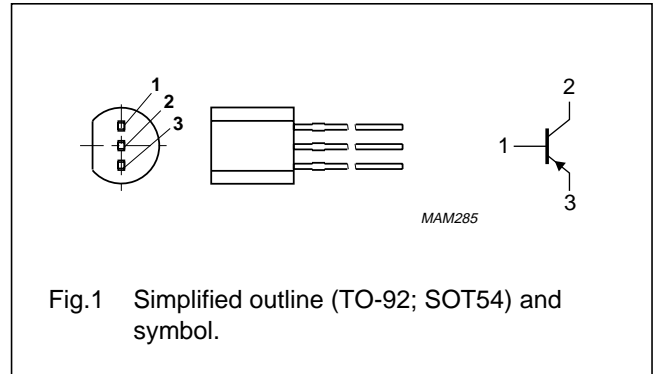 1
2
3
MAM285
2
1
3
Fig.1 Simplified outline (TO-92; SOT54) and
symbol.